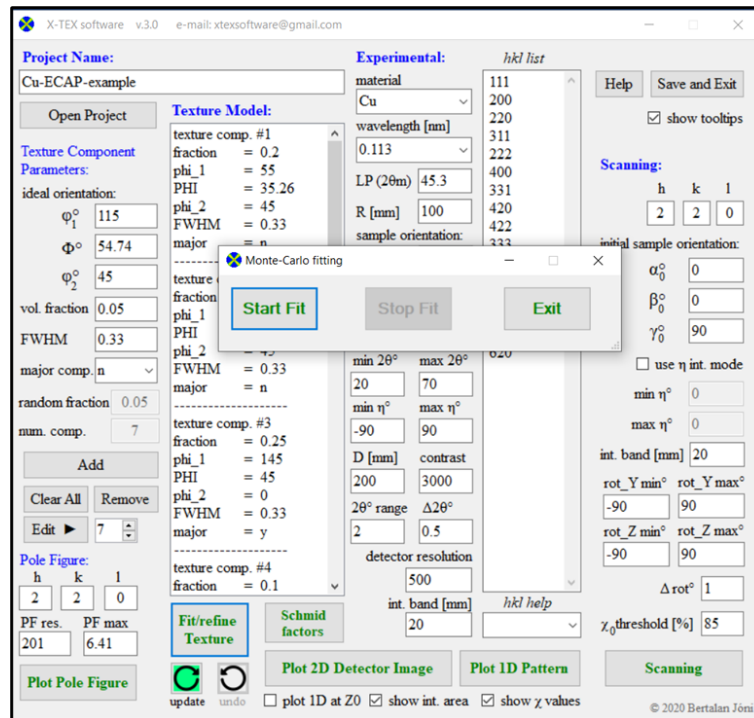 X-TEX software v.3.0 e-mail: xtexsoftware@gmail.com
Project Name:
Cu-ECAP-example
Open Project
Texture Component
Parameters:
ideal orientation:
φ1° 115
Φ° 54.74
φ2° 45
vol. fraction 0.05
FWHM 0.33
major comp. n
random fraction 0.05
num. comp. 7
Add
Clear All Remove
Edit ► 7
Pole Figure:
h k l
2 2 0
PF res. PF max
201 6.41
Plot Pole Figure
Texture Model:
texture comp. #1
fraction = 0.2
phi_1 = 55
PHI = 35.26
phi_2 = 45
FWHM = 0.33
major = n
--------------------
texture
fraction
phi_1
PHI
phi_2 = 45
FWHM = 0.33
major = n
--------------------
texture comp. #3
fraction = 0.25
phi_1 = 145
PHI = 45
phi_2 = 0
FWHM = 0.33
major = y
--------------------
texture comp. #4
fraction = 0.1
Fit/refine
Texture
Schmid
factors
update undo
Experimental:
material
Cu
wavelength [nm]
0.113
LP (2θm) 45.3
R [mm] 100
sample orientation:
Monte-Carlo fitting
Start Fit Stop Fit Exit
min 2θ° max 2θ°
20 70
min η° max η°
-90 90
D [mm] contrast
200 3000
2θ° range Δ2θ°
2 0.5
detector resolution
500
int. band [mm]
20
hkl list
111
200
220
311
222
400
331
420
422
333
620
hkl help
Plot 2D Detector Image Plot 1D Pattern
plot 1D at Z0 show int. area show χ values
Help Save and Exit
show tooltips
Scanning:
h k l
2 2 0
initial sample orientation:
α0° 0
β0° 0
γ0° 90
use η int. mode
min η° 0
max η° 0
int. band [mm] 20
rot_Y min° rot_Y max°
-90 90
rot_Z min° rot_Z max°
-90 90
Δ rot° 1
χ0threshold [%] 85
Scanning
© 2020 Bertalan Jóni